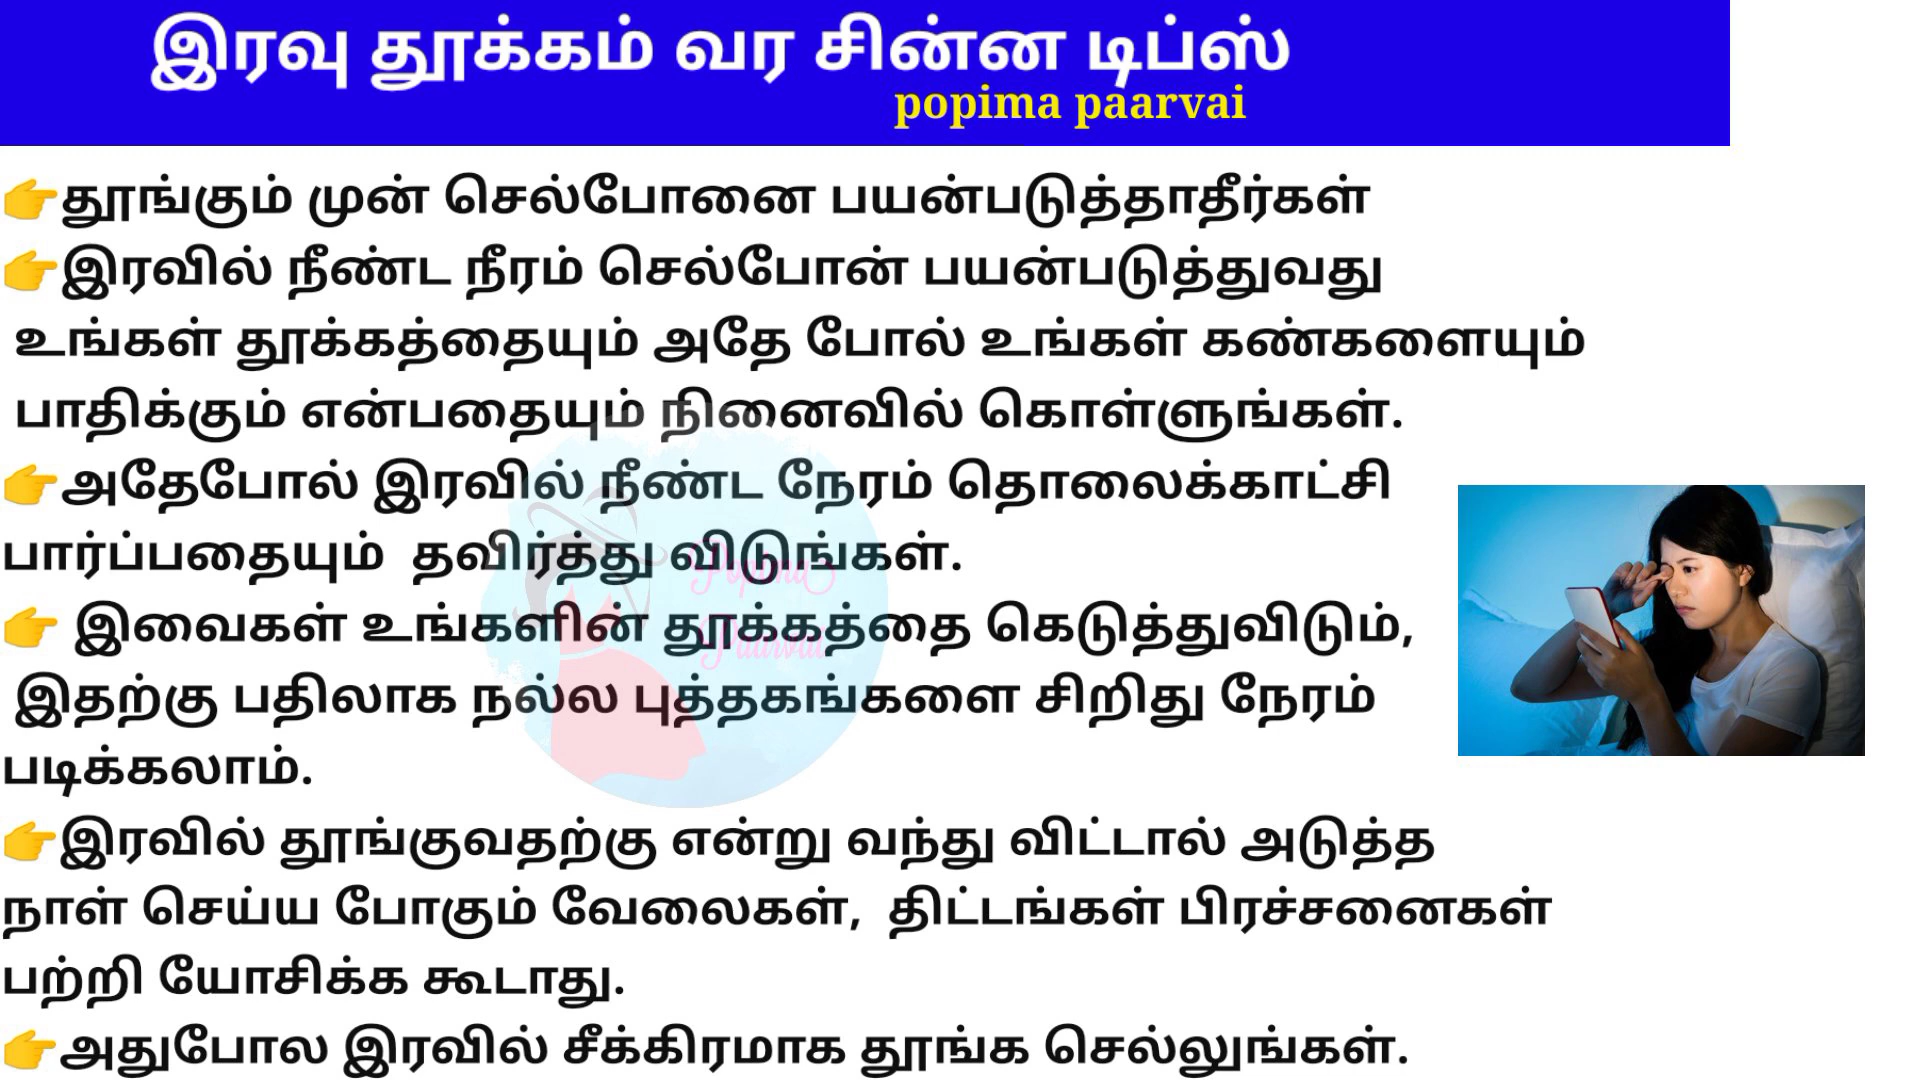 இரவு தூக்கம் வர சின்ன டிப்ஸ்
popima paarvai
👉தூங்கும் முன் செல்போனை பயன்படுத்தாதீர்கள்
👉இரவில் நீண்ட நீரம் செல்போன் பயன்படுத்துவது
உங்கள் தூக்கத்தையும் அதே போல் உங்கள் கண்களையும்
பாதிக்கும் என்பதையும் நினைவில் கொள்ளுங்கள்.
👉அதேபோல் இரவில் நீண்ட நேரம் தொலைக்காட்சி
பார்ப்பதையும் தவிர்த்து விடுங்கள்.
👉 இவைகள் உங்களின் தூக்கத்தை கெடுத்துவிடும்,
இதற்கு பதிலாக நல்ல புத்தகங்களை சிறிது நேரம்
படிக்கலாம்.
👉இரவில் தூங்குவதற்கு என்று வந்து விட்டால் அடுத்த
நாள் செய்ய போகும் வேலைகள், திட்டங்கள் பிரச்சனைகள்
பற்றி யோசிக்க கூடாது.
👉அதுபோல இரவில் சீக்கிரமாக தூங்க செல்லுங்கள்.
Popima
Paarvai